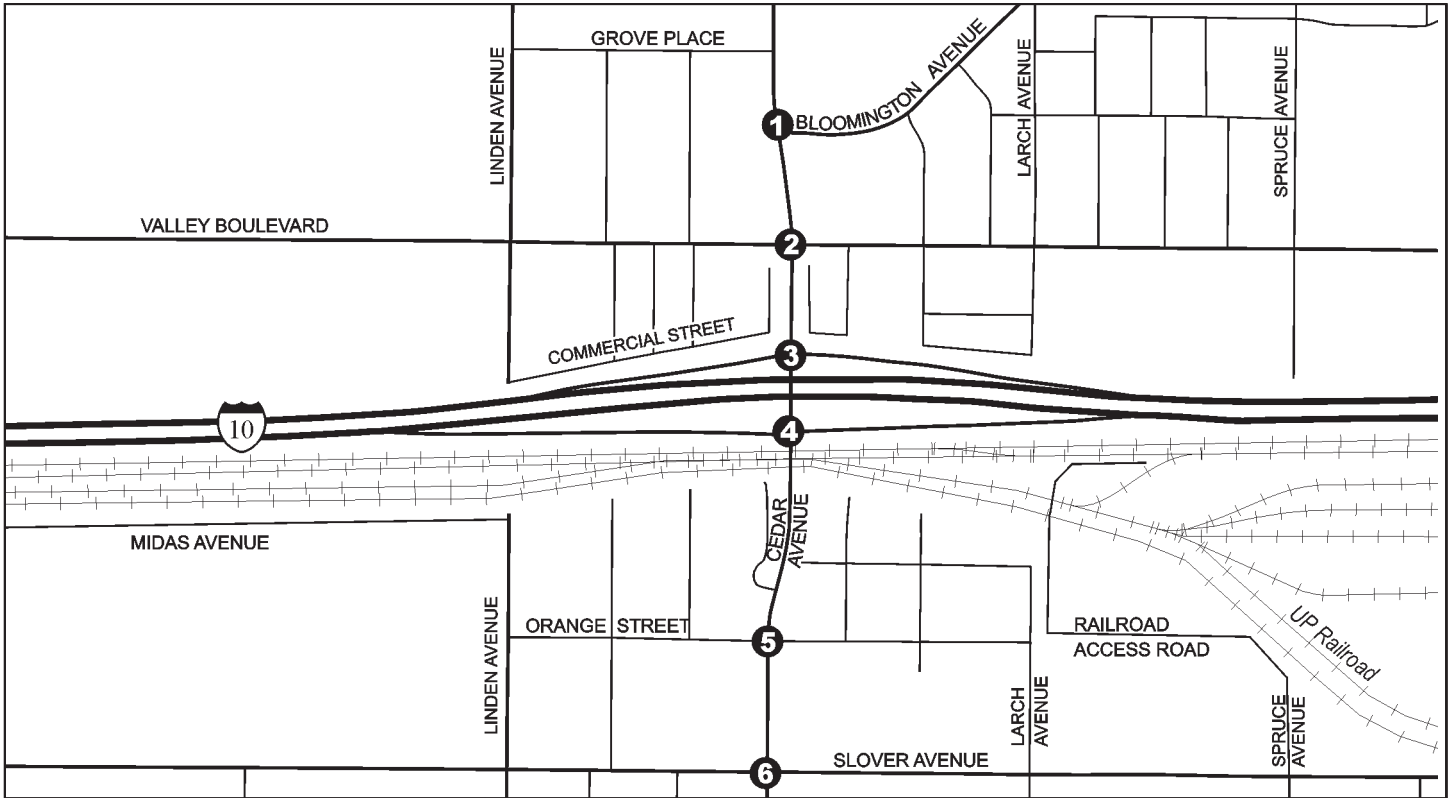 GROVE PLACE
LINDEN AVENUE
BLOOMINGTON AVENUE
LARCH AVENUE
SPRUCE AVENUE
1
VALLEY BOULEVARD
2
COMMERCIAL STREET
3
10
4
CEDAR
AVENUE
MIDAS AVENUE
LINDEN AVENUE
ORANGE STREET
5
RAILROAD
ACCESS ROAD
UP Railroad
LARCH
AVENUE
SPRUCE
AVENUE
6
SLOVER AVENUE